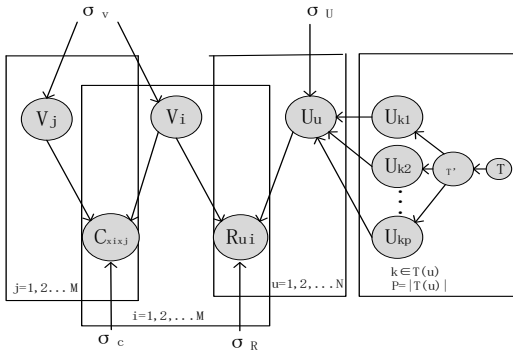 σ v
σ U
V j
V i
U u
U k1
U k2
T'
T
C xixj
R ui
U kp
j=1,2...M
u=1,2,...N
k∈T(u)
P=|T(u)|
i=1,2,...M
σ c
σ R